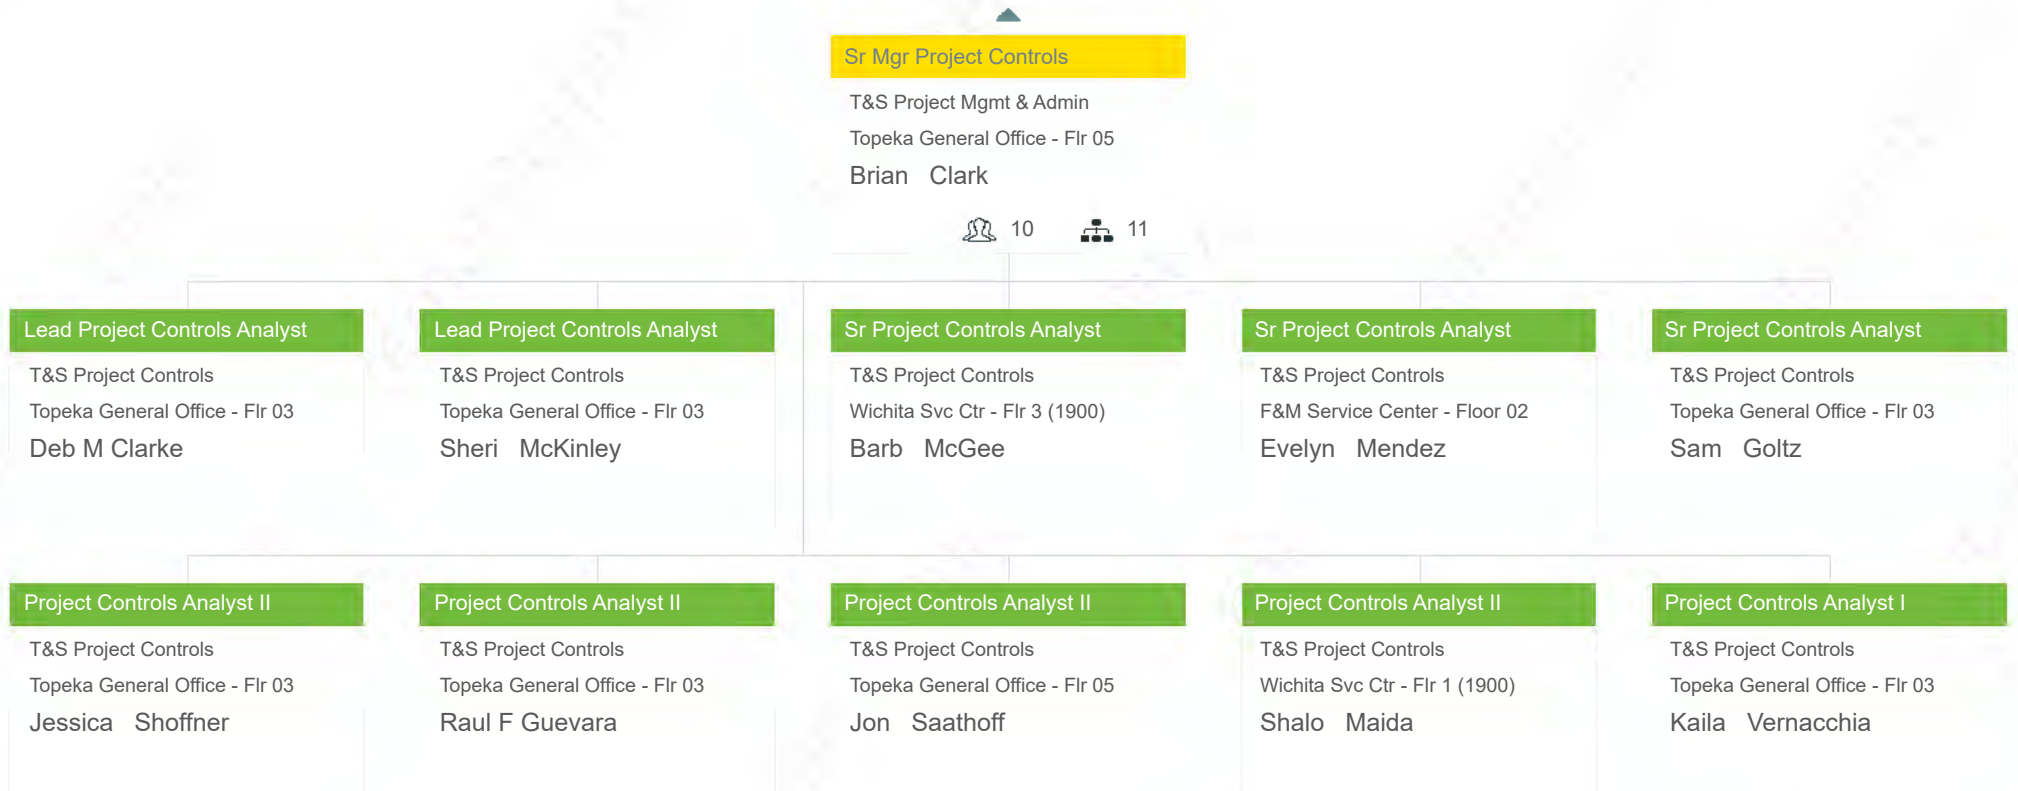 Sr Mgr Project Controls
T&S Project Mgmt & Admin
Topeka General Office - Flr 05
Brian Clark
10 11
Lead Project Controls Analyst
T&S Project Controls
Topeka General Office - Flr 03
Deb M Clarke
Lead Project Controls Analyst
T&S Project Controls
Topeka General Office - Flr 03
Sheri McKinley
Sr Project Controls Analyst
T&S Project Controls
Wichita Svc Ctr - Flr 3 (1900)
Barb McGee
Sr Project Controls Analyst
T&S Project Controls
F&M Service Center - Floor 02
Evelyn Mendez
Sr Project Controls Analyst
T&S Project Controls
Topeka General Office - Flr 03
Sam Goltz
Project Controls Analyst II
T&S Project Controls
Topeka General Office - Flr 03
Jessica Shoffner
Project Controls Analyst II
T&S Project Controls
Topeka General Office - Flr 03
Raul F Guevara
Project Controls Analyst II
T&S Project Controls
Topeka General Office - Flr 05
Jon Saathoff
Project Controls Analyst II
T&S Project Controls
Wichita Svc Ctr - Flr 1 (1900)
Shalo Maida
Project Controls Analyst I
T&S Project Controls
Topeka General Office - Flr 03
Kaila Vernacchia